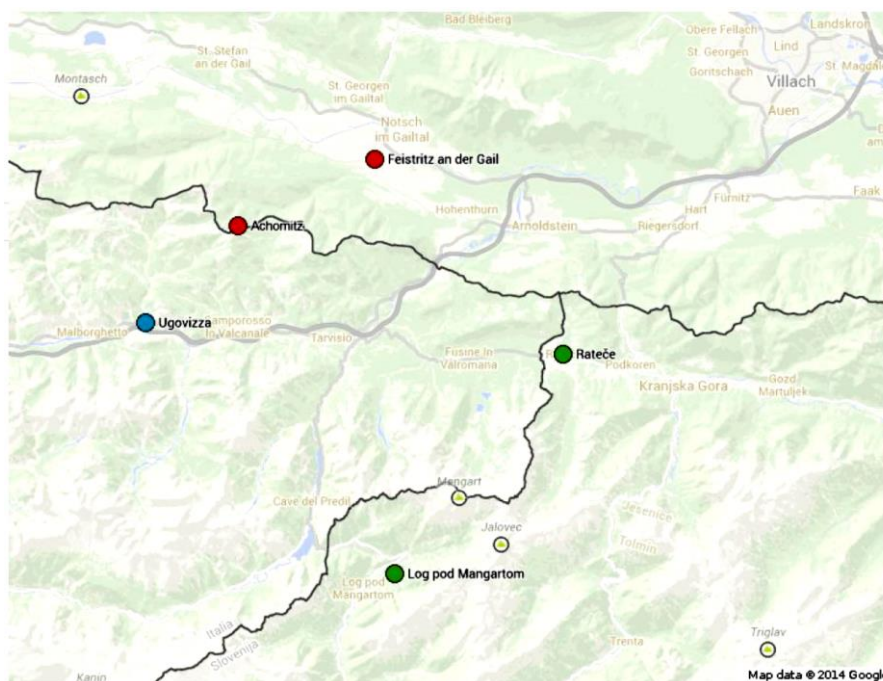 Bad Bleiberg
Landskron
Obere Fellach
Lind
St. Stefan
an der Gail
St. Georgen
Goritschach
St. Magda
Montasch
Villach
St. Georgen
im Gailtal
Auen
Notsch
im Gailtal
Feistritz an der Gail
Fürnitz
Faak
Hart
Hohenthurn
Arnoldstein
Riegersdorf
Achomitz
Ugovizza
Malborghetto
Camporosso
In Valcanale
Tarvisio
Fusine In
Valromana
Rateče
Podkoren
Kranjska Gora
Gozd
Martuljek
Mangart
Cave del Predil
Jalovec
Jesenice
Tolmin
Log pod Mangartom
Log pod
Mangartom
Italia
Slovenija
Trenta
Triglav
Kanin
Map data © 2014 Google